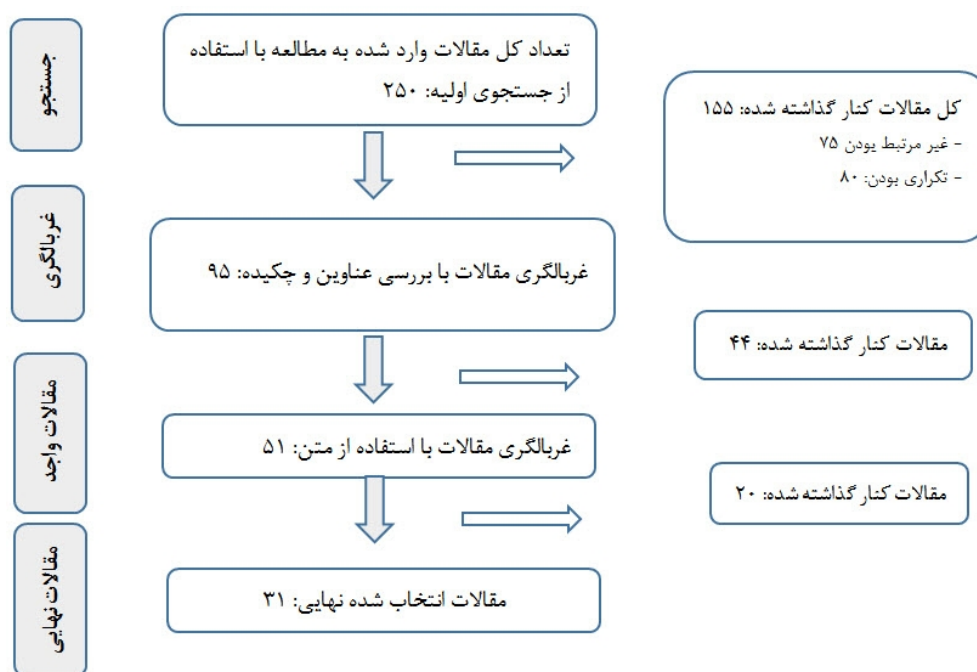 جستجو
تعداد کل مقالات وارد شده به مطالعه با استفاده
از جستجوی اولیه: ۲۵۰
کل مقالات کنار گذاشته شده: ۱۵۵
- غیر مرتبط بودن ۷۵
- تکراری بودن: ۸۰
غربالگری
غربالگری مقالات با بررسی عناوین و چکیده: ۹۵
مقالات کنار گذاشته شده: ۴۴
مقالات واجد
غربالگری مقالات با استفاده از متن: ۵۱
مقالات کنار گذاشته شده: ۲۰
مقالات نهایی
مقالات انتخاب شده نهایی: ۳۱